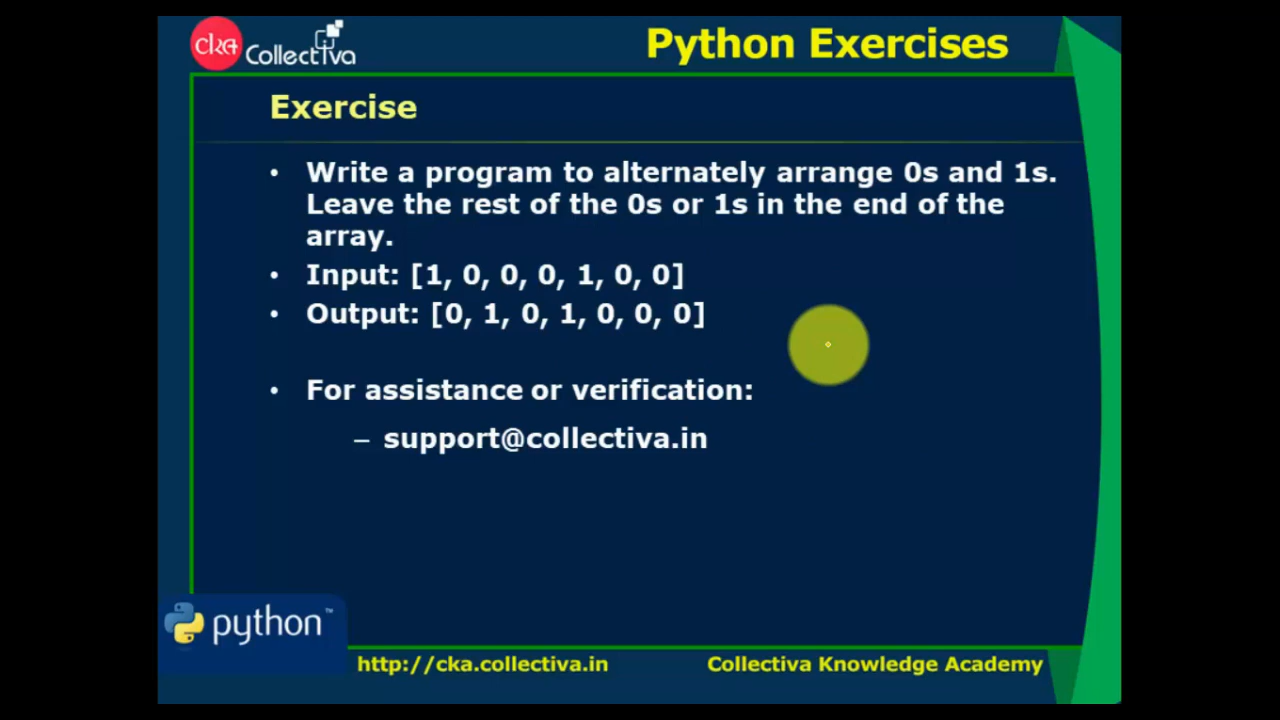 cka Collectiva
Python Exercises
Exercise
• Write a program to alternately arrange 0s and 1s.
Leave the rest of the 0s or 1s in the end of the
array.
• Input: [1, 0, 0, 0, 1, 0, 0]
• Output: [0, 1, 0, 1, 0, 0, 0]
• For assistance or verification:
– support@collectiva.in
python™
http://cka.collectiva.in
Collectiva Knowledge Academy